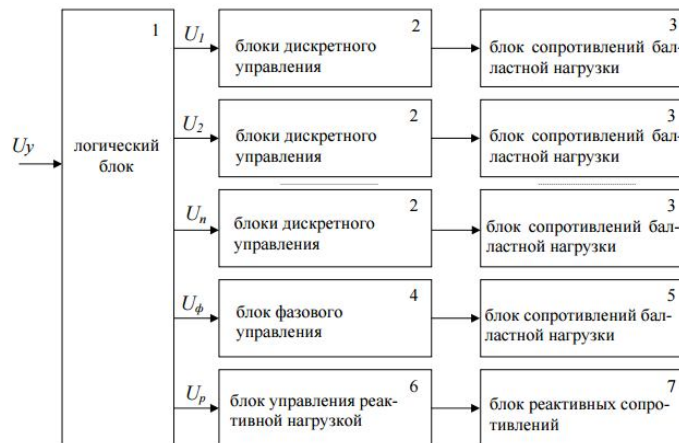 1
U1
2
блоки дискретного
управления
3
блок сопротивлений бал-
ластной нагрузки
Uу
логический
блок
U2
2
блоки дискретного
управления
3
блок сопротивлений бал-
ластной нагрузки
Un
2
блоки дискретного
управления
3
блок сопротивлений бал-
ластной нагрузки
Uф
4
блок фазового
управления
5
блок сопротивлений бал-
ластной нагрузки
Uр
6
блок управления реак-
тивной нагрузкой
7
блок реактивных сопро-
тивлений